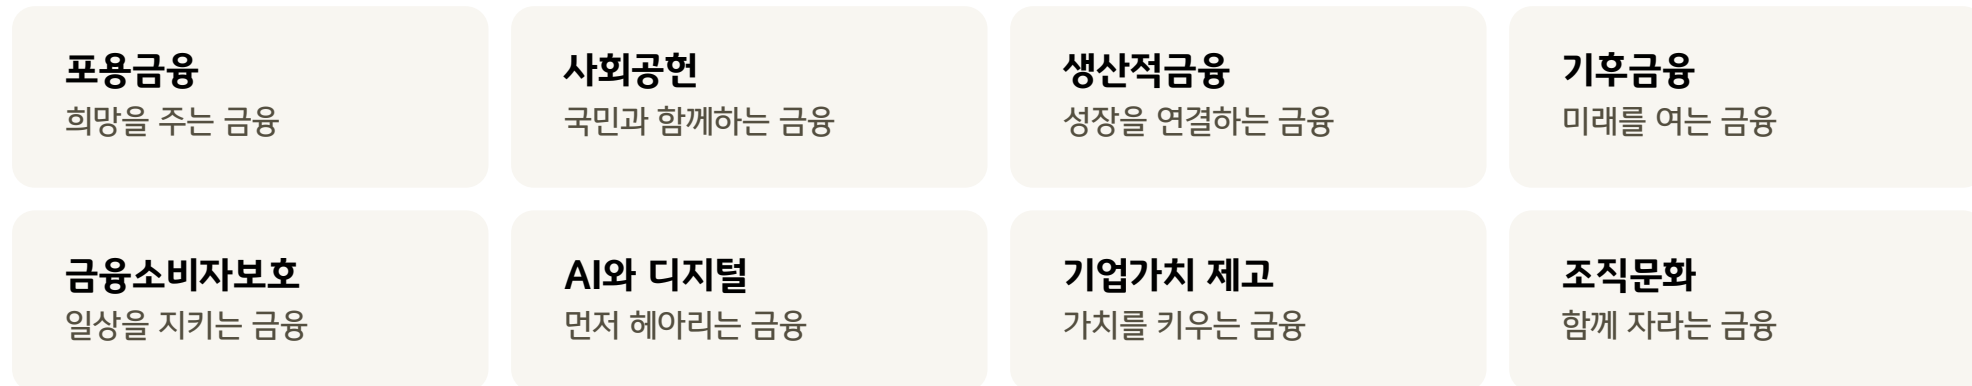 포용금융
희망을 주는 금융
사회공헌
국민과 함께하는 금융
생산적금융
성장을 연결하는 금융
기후금융
미래를 여는 금융
금융소비자보호
일상을 지키는 금융
AI와 디지털
먼저 헤아리는 금융
기업가치 제고
가치를 키우는 금융
조직문화
함께 자라는 금융